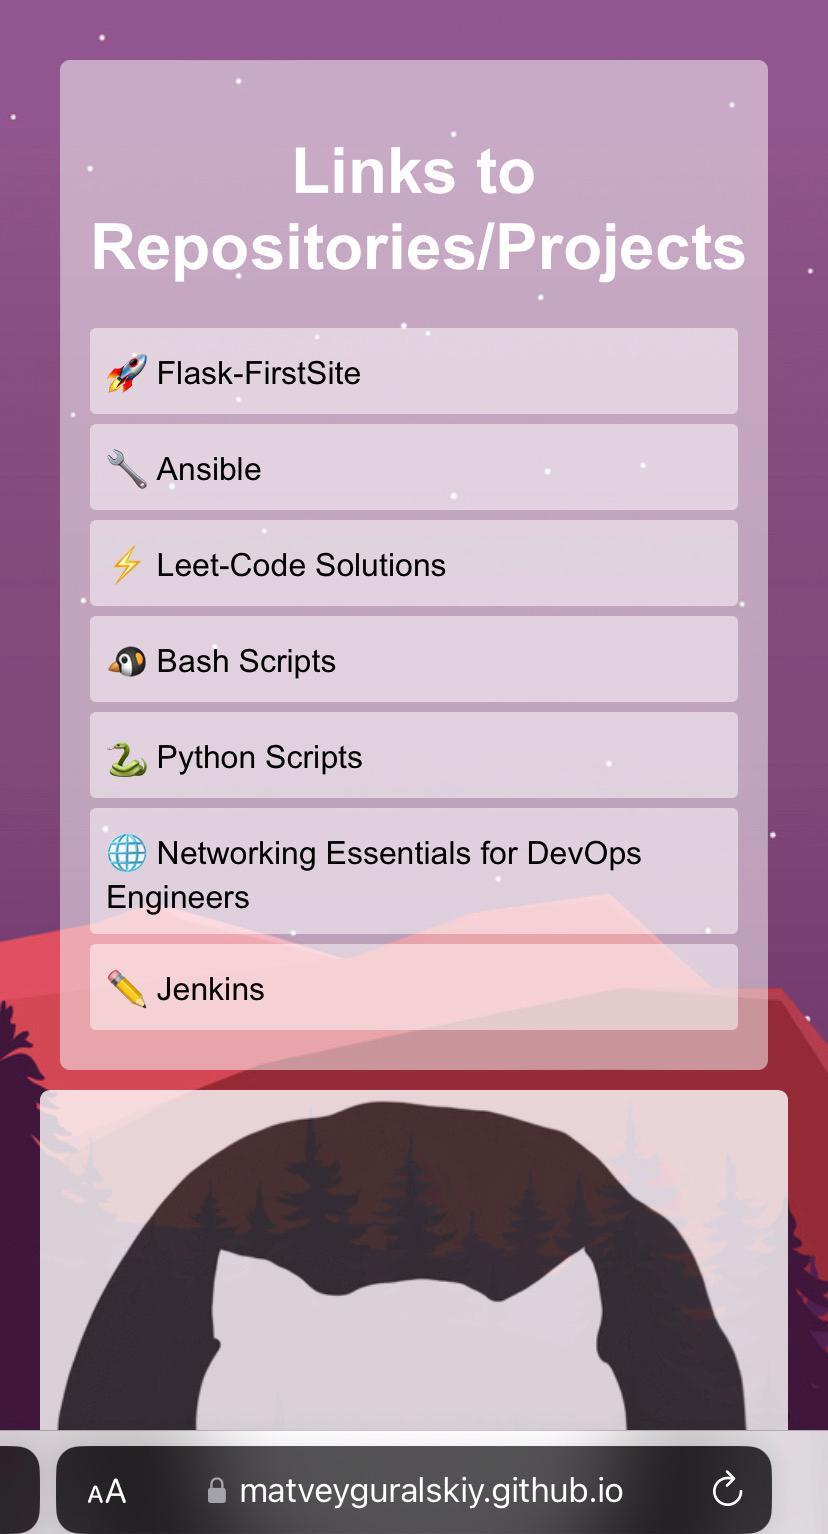 Links to
Repositories/Projects
🚀 Flask-FirstSite
🔧 Ansible
⚡ Leet-Code Solutions
🐧 Bash Scripts
🐍 Python Scripts
🌐 Networking Essentials for DevOps
Engineers
✏️ Jenkins
AA matveyguralskiy.github.io